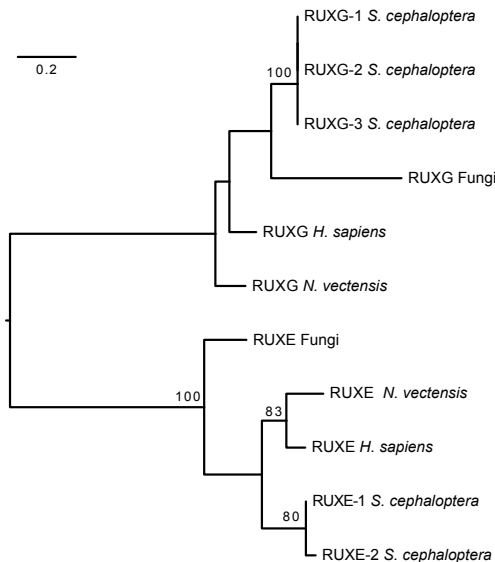 RUXG-1 S. cephaloptera
0.2
100
RUXG-2 S. cephaloptera
RUXG-3 S. cephaloptera
RUXG Fungi
RUXG H. sapiens
RUXG N. vectensis
RUXE Fungi
100
RUXE N. vectensis
83
RUXE H. sapiens
RUXE-1 S. cephaloptera
80
RUXE-2 S. cephaloptera